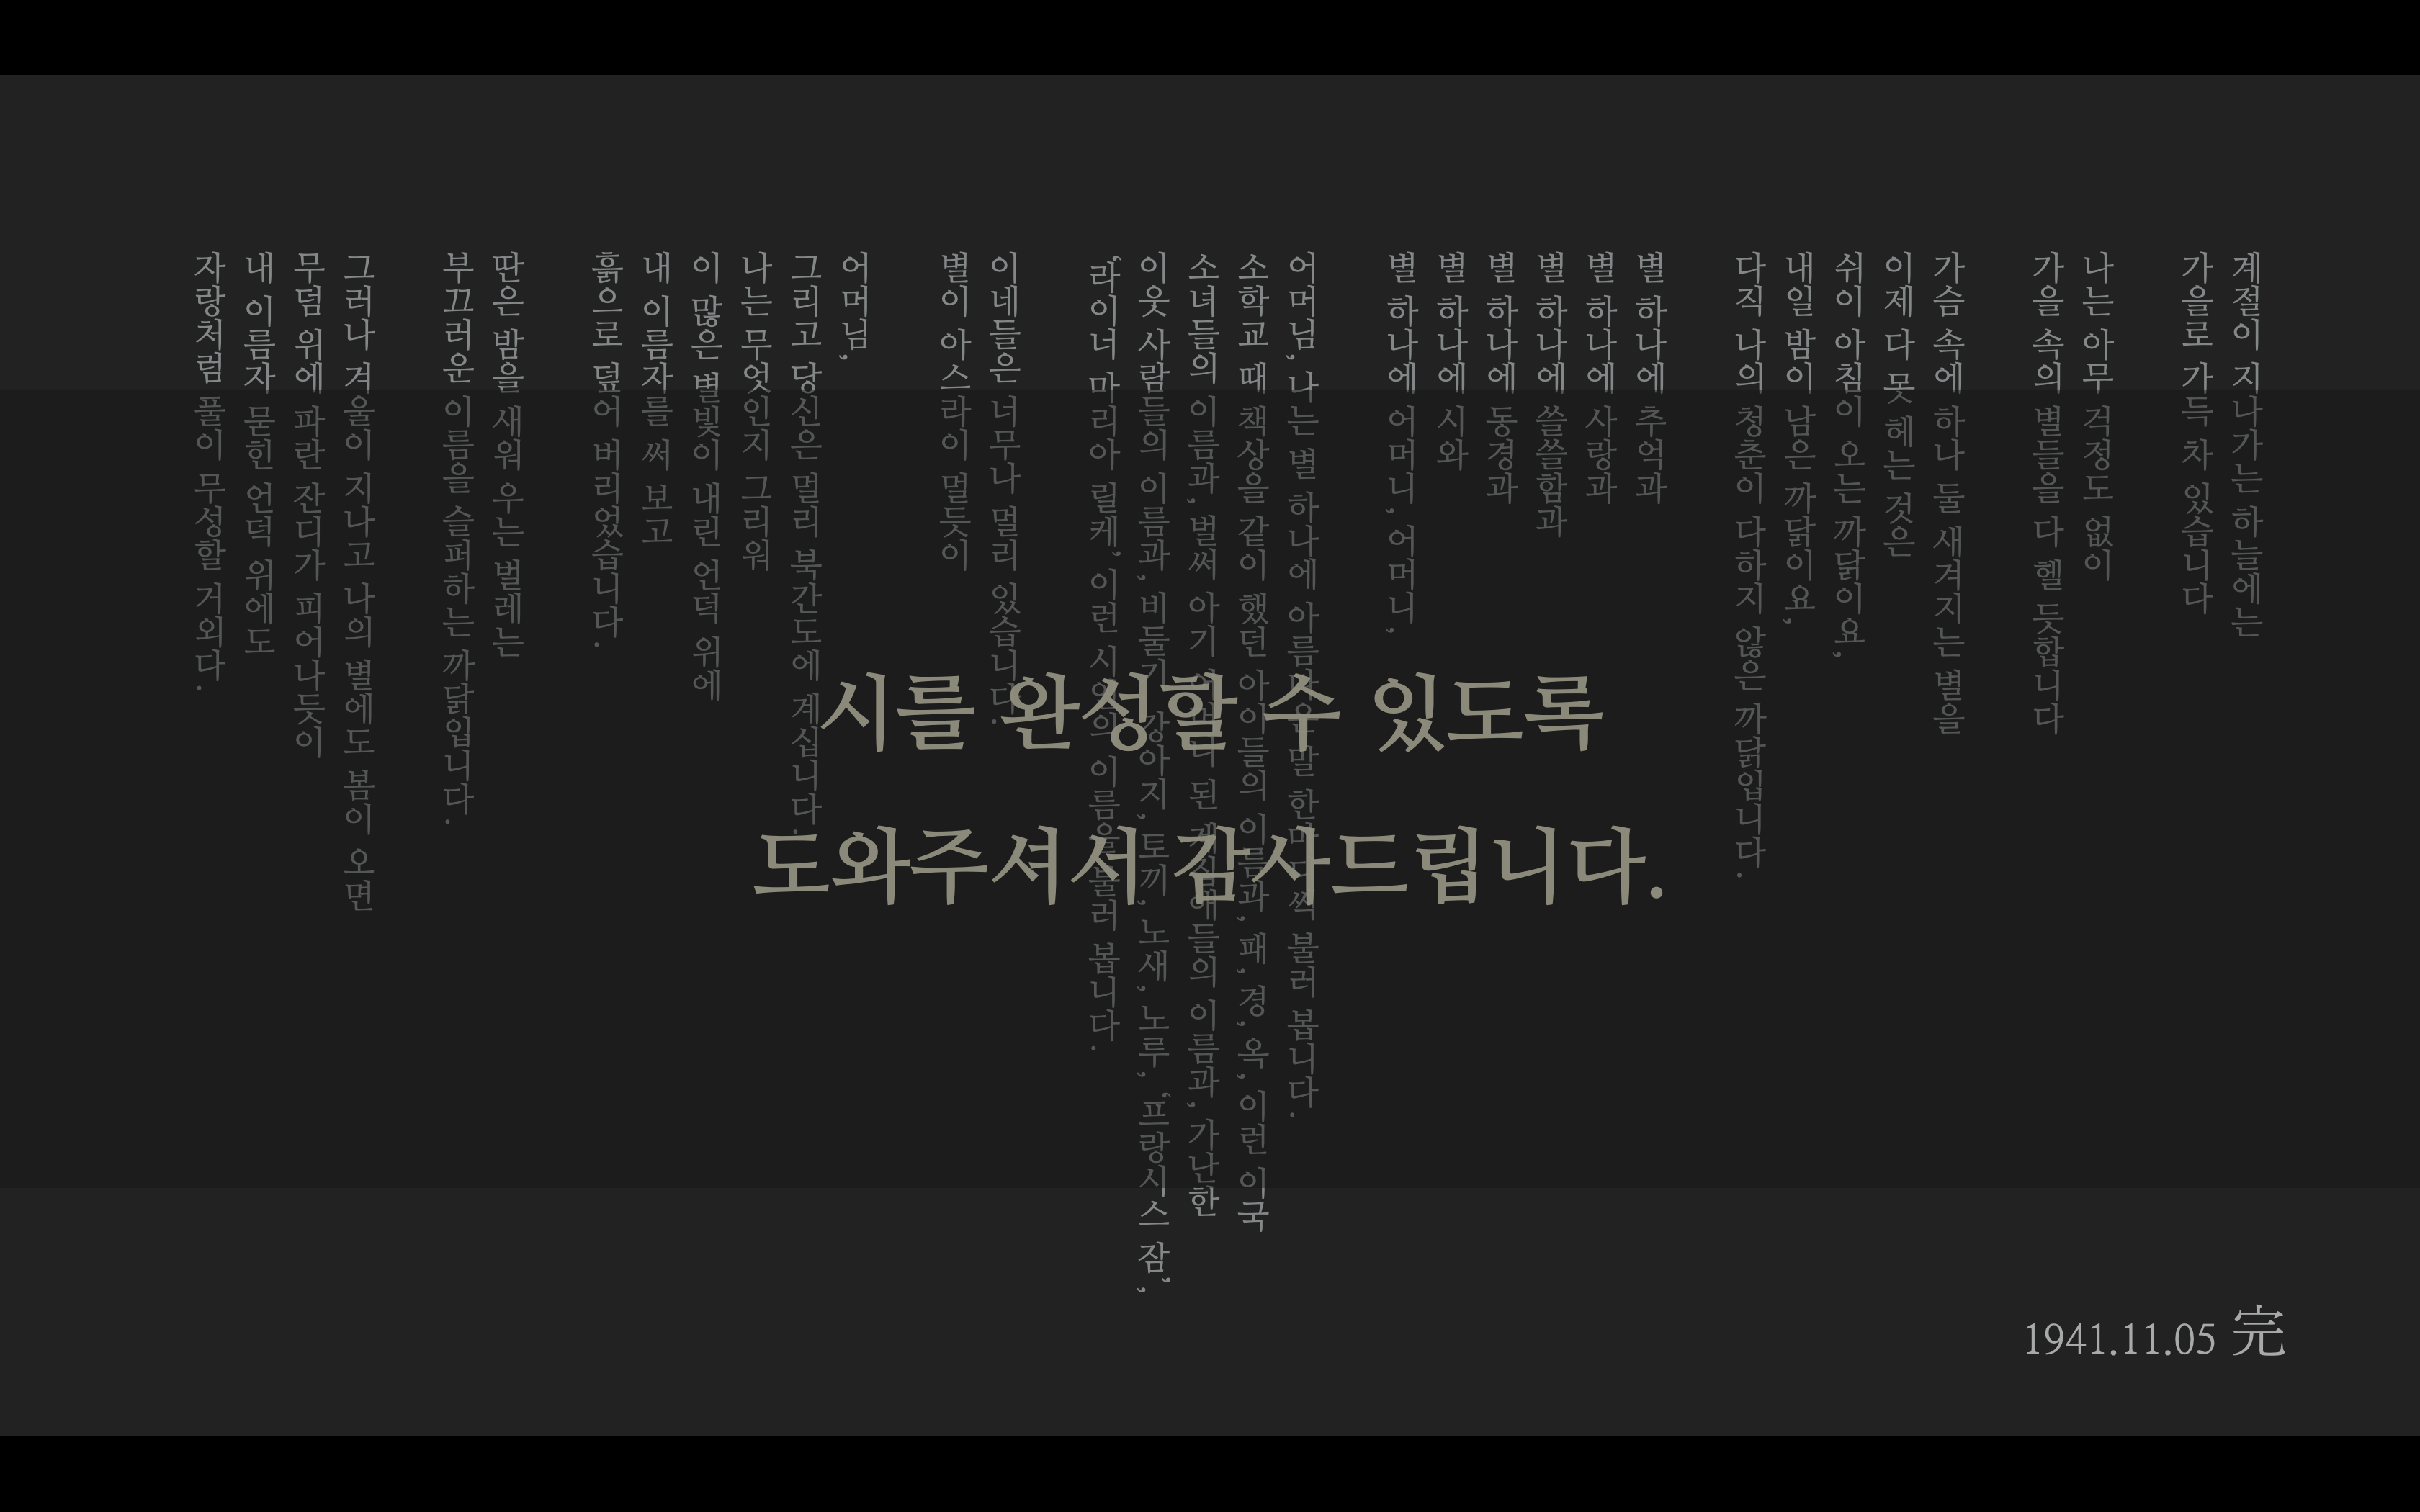 계절이 지나가는 하늘에는
가을로 가득 차 있습니다
나는 아무 걱정도 없이
가을 속의 별들을 다 헬 듯합니다
가슴 속에 하나 둘 새겨지는 별을
이제 다 못 헤는 것은
쉬이 아침이 오는 까닭이요,
내일 밤이 남은 까닭이요,
다직 나의 청춘이 다하지 않은 까닭입니다.
별 하나에 추억과
별 하나에 사랑과
별 하나에 쓸쓸함과
별 하나에 동경과
별 하나에 시와
별 하나에 어머니, 어머니,
어머님, 나는 별 하나에 아름다운 말 한마디씩 불러 봅니다.
소학교 때 책상을 같이 했던 아이들의 이름과, 패, 경, 옥, 이런 이국
소녀들의 이름과, 벌써 아기 어머니 된 계집애들의 이름과, 가난한
이웃 사람들의 이름과, 비둘기, 강아지, 토끼, 노새, 노루, ‘프랑시스 잠’,
‘라이너 마리아 릴케’, 이런 시인의 이름을 불러 봅니다.
이네들은 너무나 멀리 있습니다.
별이 아스라이 멀듯이
어머님,
그리고 당신은 멀리 북간도에 계십니다.
나는 무엇인지 그리워
이 많은 별빛이 내린 언덕 위에
내 이름자를 써 보고
흙으로 덮어 버리었습니다.
딴은 밤을 새워 우는 벌레는
부끄러운 이름을 슬퍼하는 까닭입니다.
그러나 겨울이 지나고 나의 별에도 봄이 오면
무덤 위에 파란 잔디가 피어나듯이
내 이름자 묻힌 언덕 위에도
자랑처럼 풀이 무성할 거외다.
시를 완성할 수 있도록
도와주셔서 감사드립니다.
1941.11.05 完